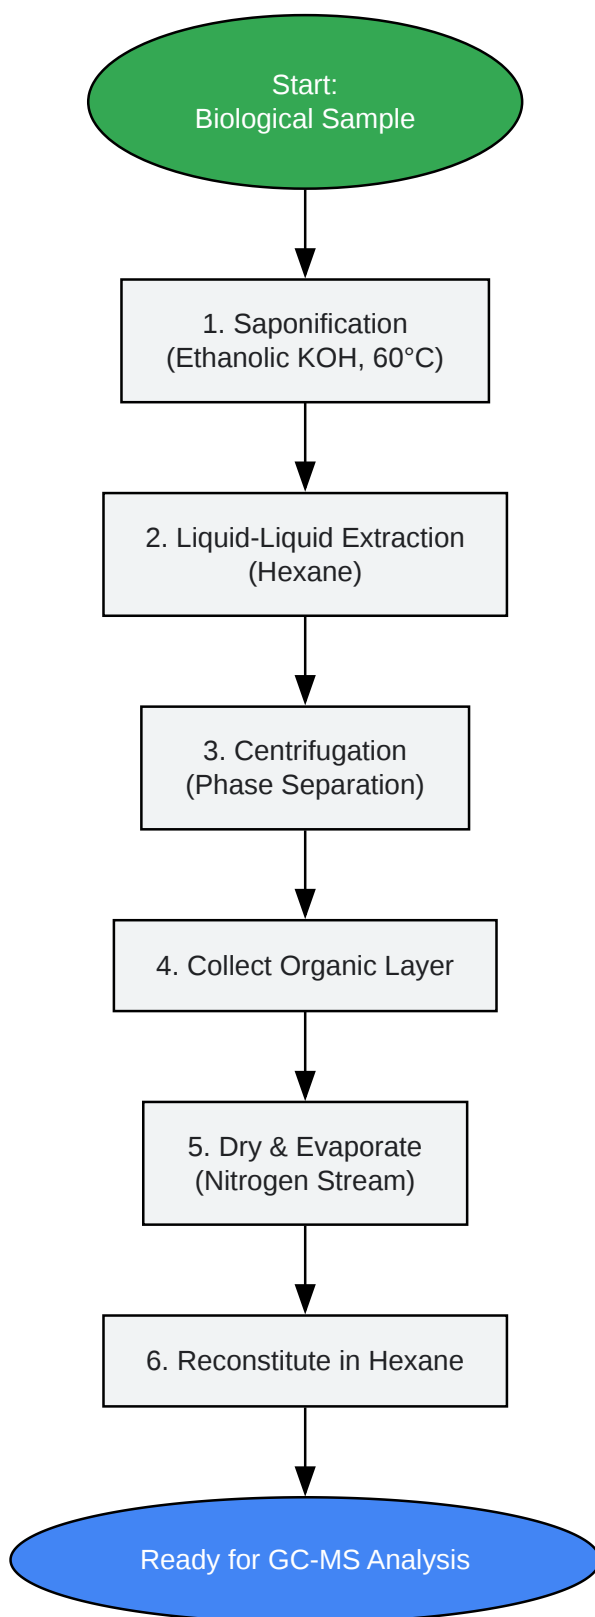 Start:
Biological Sample
1. Saponification
(Ethanolic KOH, 60°C)
2. Liquid-Liquid Extraction
(Hexane)
3. Centrifugation
(Phase Separation)
4. Collect Organic Layer
5. Dry & Evaporate
(Nitrogen Stream)
6. Reconstitute in Hexane
Ready for GC-MS Analysis